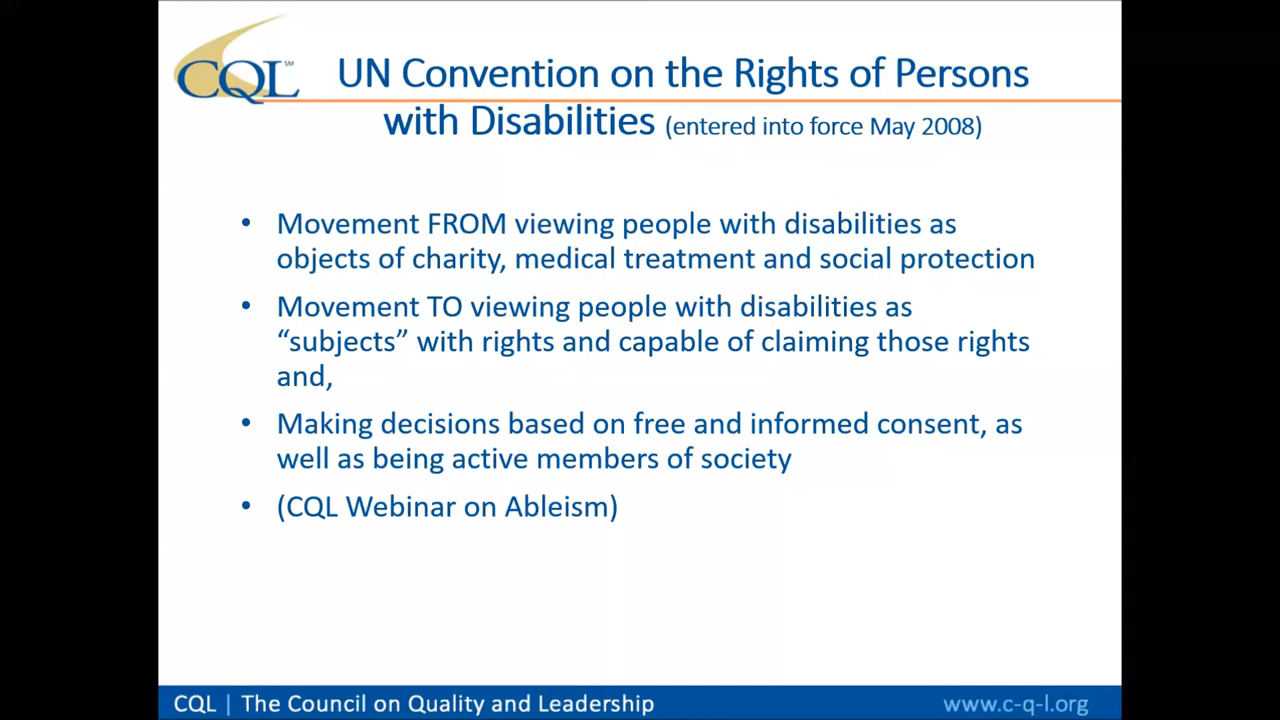 CQL SM
UN Convention on the Rights of Persons
with Disabilities (entered into force May 2008)
• Movement FROM viewing people with disabilities as
objects of charity, medical treatment and social protection
• Movement TO viewing people with disabilities as
“subjects” with rights and capable of claiming those rights
and,
• Making decisions based on free and informed consent, as
well as being active members of society
• (CQL Webinar on Ableism)
CQL | The Council on Quality and Leadership
www.c-q-l.org